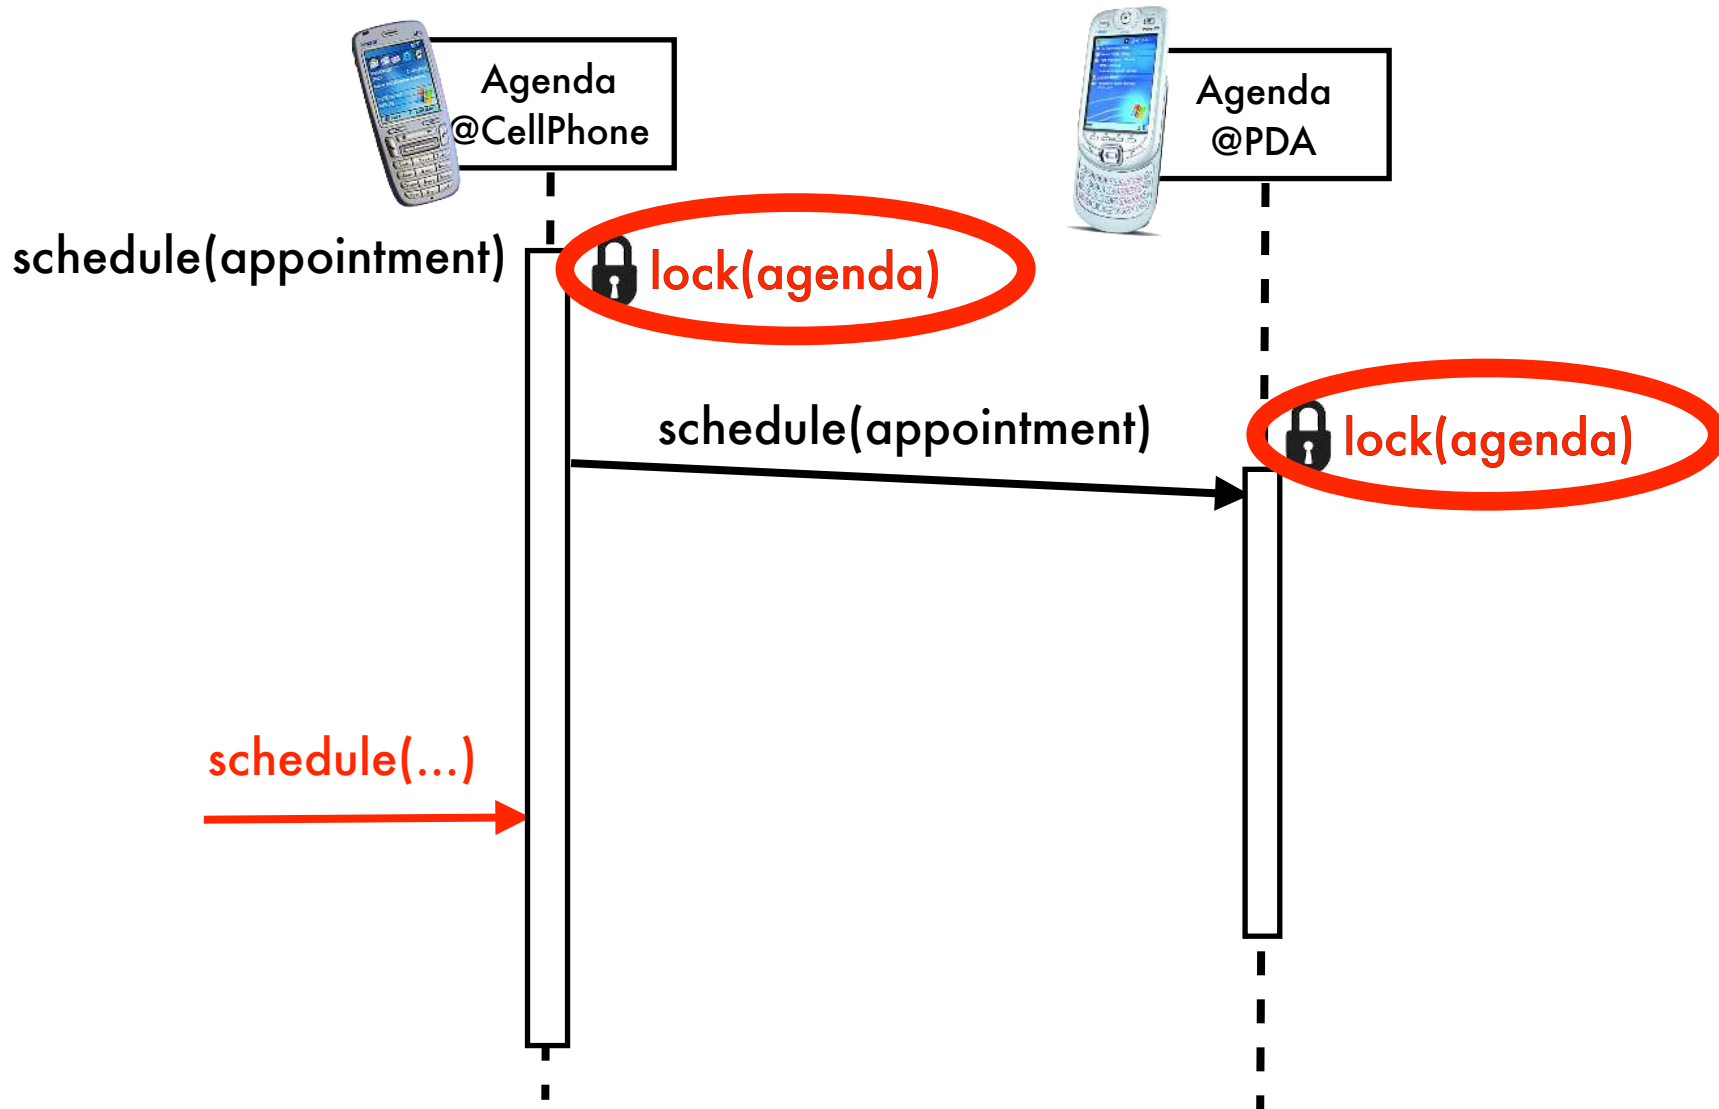 Agenda
@CellPhone
Agenda
@PDA
schedule(appointment)
lock(agenda)
schedule(appointment)
lock(agenda)
schedule(...)